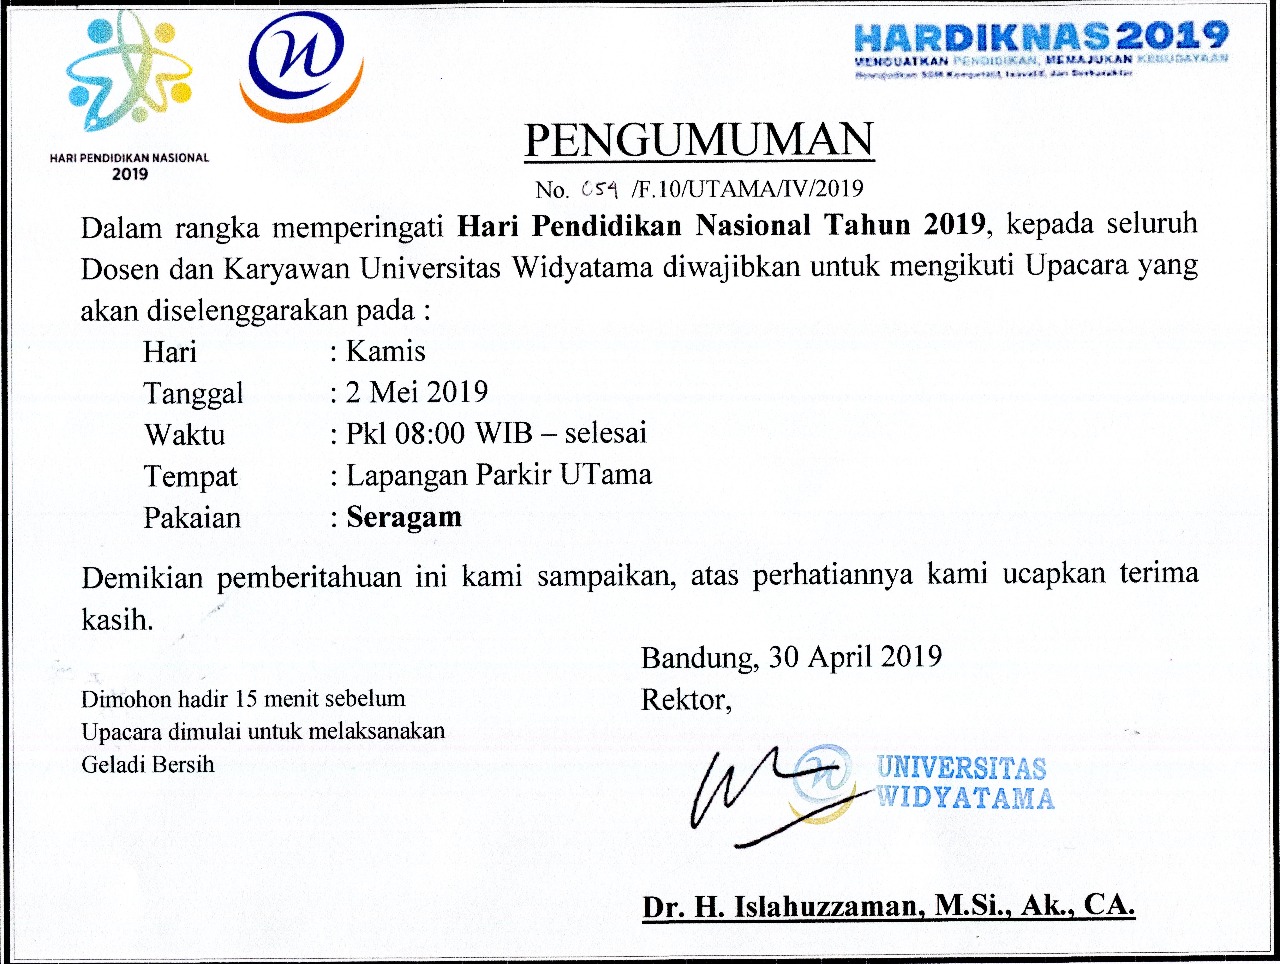 HARDIKNAS 2019
MENGUATKAN PENDIDIKAN, MEMAJUKAN KEBUDAYAAN
HARI PENDIDIKAN NASIONAL
2019
PENGUMUMAN
No. 059 /F.10/UTAMA/IV/2019
Dalam rangka memperingati Hari Pendidikan Nasional Tahun 2019, kepada seluruh
Dosen dan Karyawan Universitas Widyatama diwajibkan untuk mengikuti Upacara yang
akan diselenggarakan pada :
Hari : Kamis
Tanggal : 2 Mei 2019
Waktu : Pkl 08:00 WIB – selesai
Tempat : Lapangan Parkir UTama
Pakaian : Seragam
Demikian pemberitahuan ini kami sampaikan, atas perhatiannya kami ucapkan terima
kasih.
Bandung, 30 April 2019
Rektor,
Dimohon hadir 15 menit sebelum
Upacara dimulai untuk melaksanakan
Geladi Bersih
UNIVERSITAS
WIDYATAMA
Dr. H. Islahuzzaman, M.Si., Ak., CA.